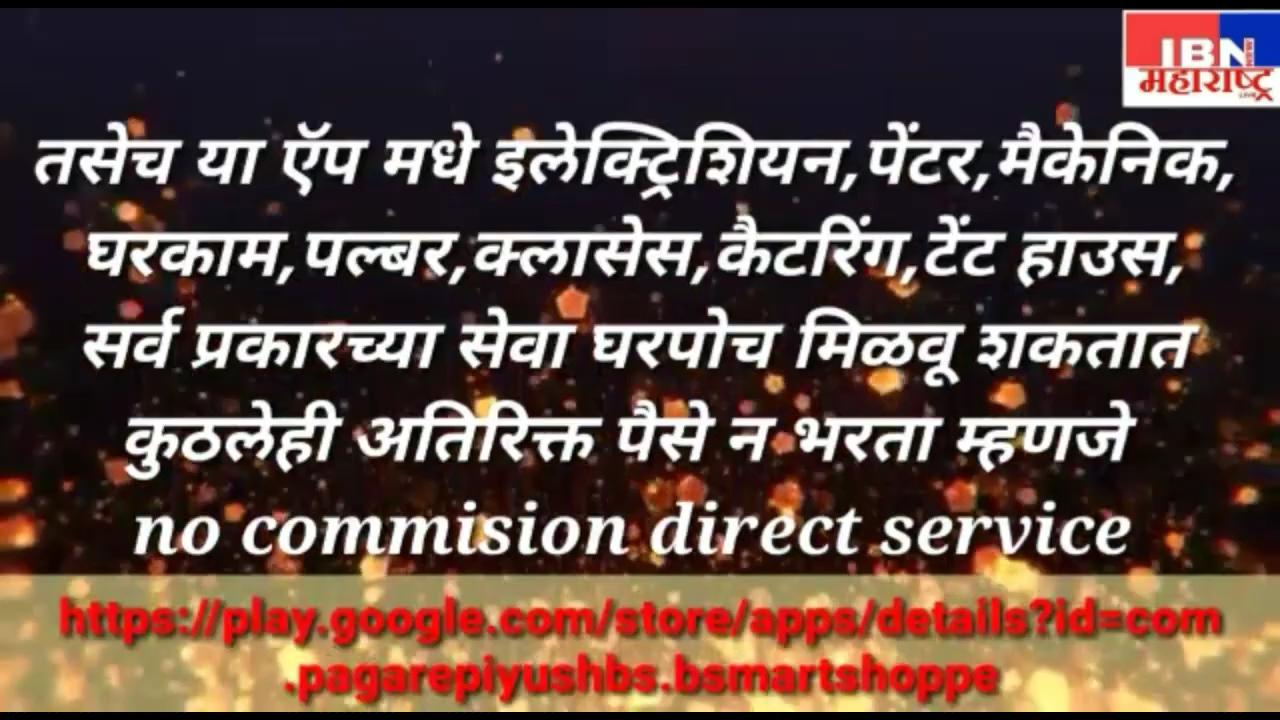 IBN
महाराष्ट्र
तसेच या ऍप मधे इलेक्ट्रिशियन,पेंटर,मैकेनिक,
घरकाम,पल्बर,क्लासेस,कैटरिंग,टेंट हाउस,
सर्व प्रकारच्या सेवा घरपोच मिळवू शकतात
कुठलेही अतिरिक्त पैसे न भरता म्हणजे
no commision direct service
https://play.google.com/store/apps/details?id=com
.pagarepiyushbs.bsmartshoppe